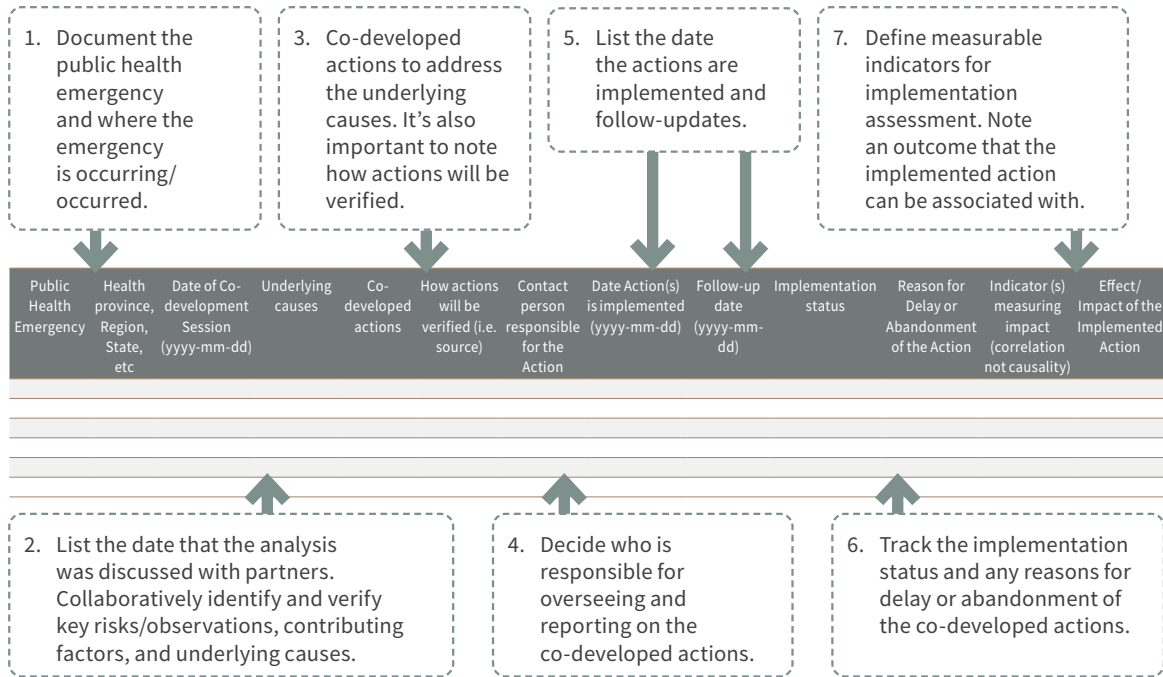 1. Document the
public health
emergency
and where the
emergency
is occurring/
occurred.
3. Co-developed
actions to address
the underlying
causes. It’s also
important to note
how actions will be
verified.
5. List the date
the actions are
implemented and
follow-updates.
7. Define measurable
indicators for
implementation
assessment. Note
an outcome that the
implemented action
can be associated with.
Public
Health
Emergency
Health
province,
Region,
State,
etc
Date of Co-
development
Session
(yyyy-mm-dd)
Underlying
causes
Co-
developed
actions
How actions
will be
verified (i.e.
source)
Contact
person
responsible
for the
Action
Date Action(s)
is implemented
(yyyy-mm-dd)
Follow-up
date
(yyyy-mm-
dd)
Implementation
status
Reason for
Delay or
Abandonment
of the Action
Indicator (s)
measuring
impact
(correlation
not causality)
Effect/
Impact of the
Implemented
Action
2. List the date that the analysis
was discussed with partners.
Collaboratively identify and verify
key risks/observations, contributing
factors, and underlying causes.
4. Decide who is
responsible for
overseeing and
reporting on the
co-developed actions.
6. Track the implementation
status and any reasons for
delay or abandonment of
the co-developed actions.